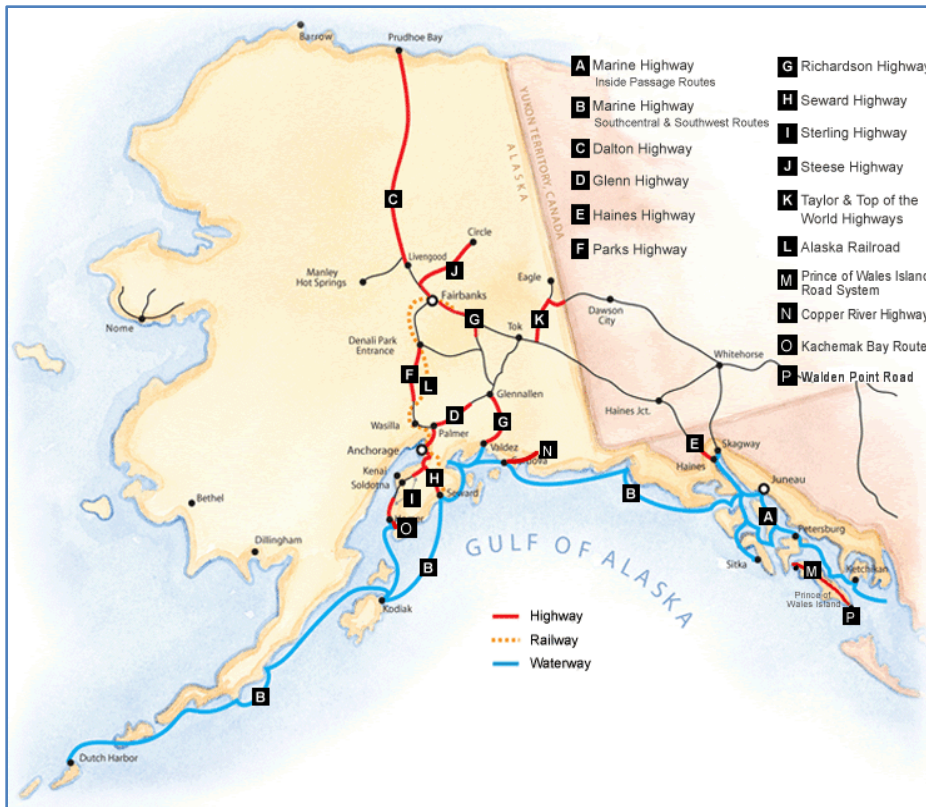 Barrow
Prudhoe Bay
A Marine Highway
Inside Passage Routes
B Marine Highway
Southcentral & Southwest Routes
C Dalton Highway
D Glenn Highway
E Haines Highway
F Parks Highway
G Richardson Highway
H Seward Highway
I Sterling Highway
J Steese Highway
K Taylor & Top of the
World Highways
L Alaska Railroad
M Prince of Wales Island
Road System
N Copper River Highway
O Kachemak Bay Route
P Walden Point Road
YUKON TERRITORY, CANADA
ALASKA
C
Circle
Livengood
J
Manley
Hot Springs
Eagle
Fairbanks
Dawson
City
G
K
Nome
Tok
Denali Park
Entrance
Whitehorse
F
L
Glennallen
Haines Jct.
D
Wasilla
Palmer
G
Anchorage
Valdez
N
E
Skagway
Haines
Kenai
Soldotna
H
Juneau
I
Seward
B
Bethel
A
O
Petersburg
GULF OF ALASKA
Dillingham
B
Sitka
M
Ketchikan
Prince of
Wales Island
Kodiak
P
Highway
Railway
Waterway
B
Dutch Harbor